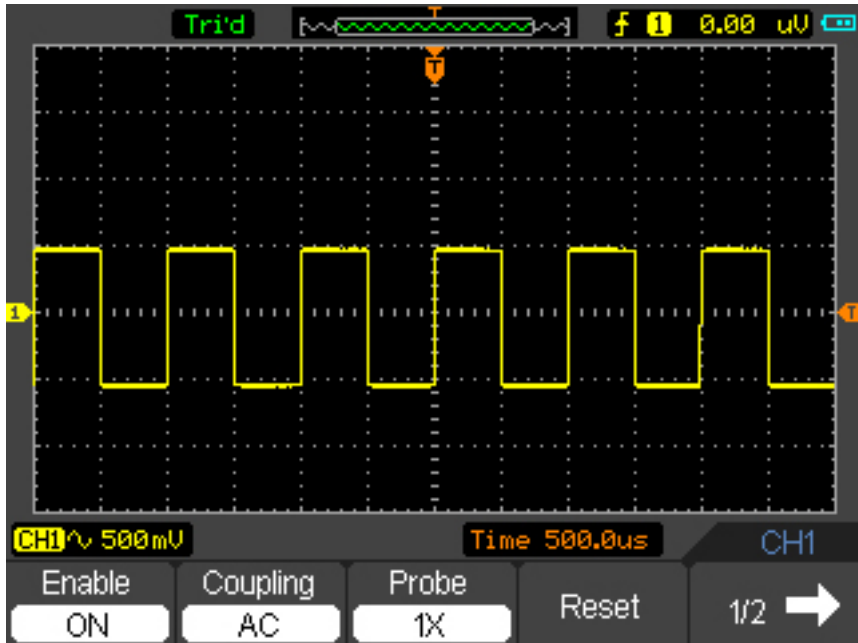 T
Tri'd 1 0.00 uV
T
1 T
CH1 500mV Time 500.0us CH1
Enable Coupling Probe Reset 1/2
ON AC 1X